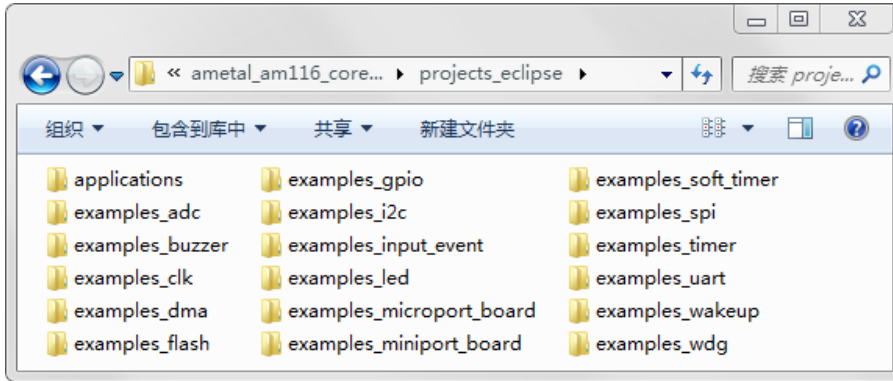 « ametal_am116_core... ▸ projects_eclipse ▸ 搜索 proje...
组织 包含到库中 共享 新建文件夹
applications examples_gpio examples_soft_timer
examples_adc examples_i2c examples_spi
examples_buzzer examples_input_event examples_timer
examples_clk examples_led examples_uart
examples_dma examples_microport_board examples_wakeup
examples_flash examples_miniport_board examples_wdg